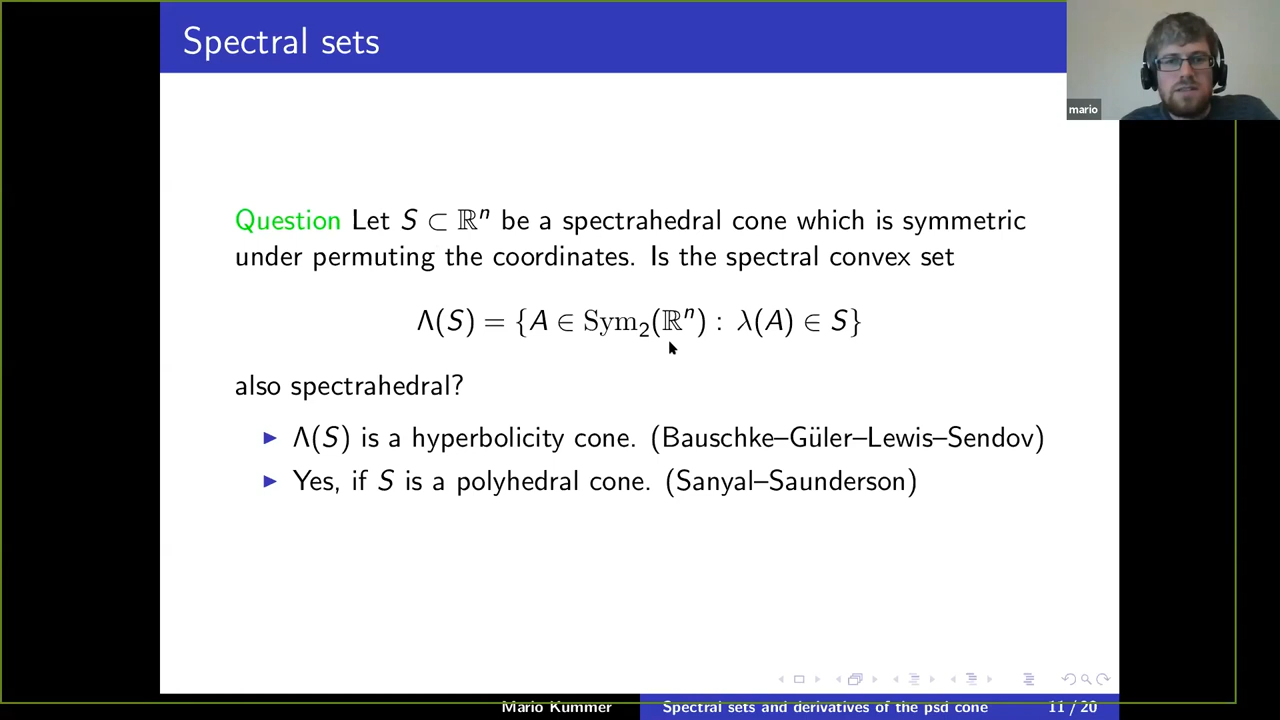 Spectral sets
mario
Question Let S ⊂ ℝⁿ be a spectrahedral cone which is symmetric
under permuting the coordinates. Is the spectral convex set
Λ(S) = {A ∈ Sym₂(ℝⁿ) : λ(A) ∈ S}
also spectrahedral?
▶ Λ(S) is a hyperbolicity cone. (Bauschke–Güler–Lewis–Sendov)
▶ Yes, if S is a polyhedral cone. (Sanyal–Saunderson)
Mario Kummer Spectral sets and derivatives of the psd cone 11 / 20